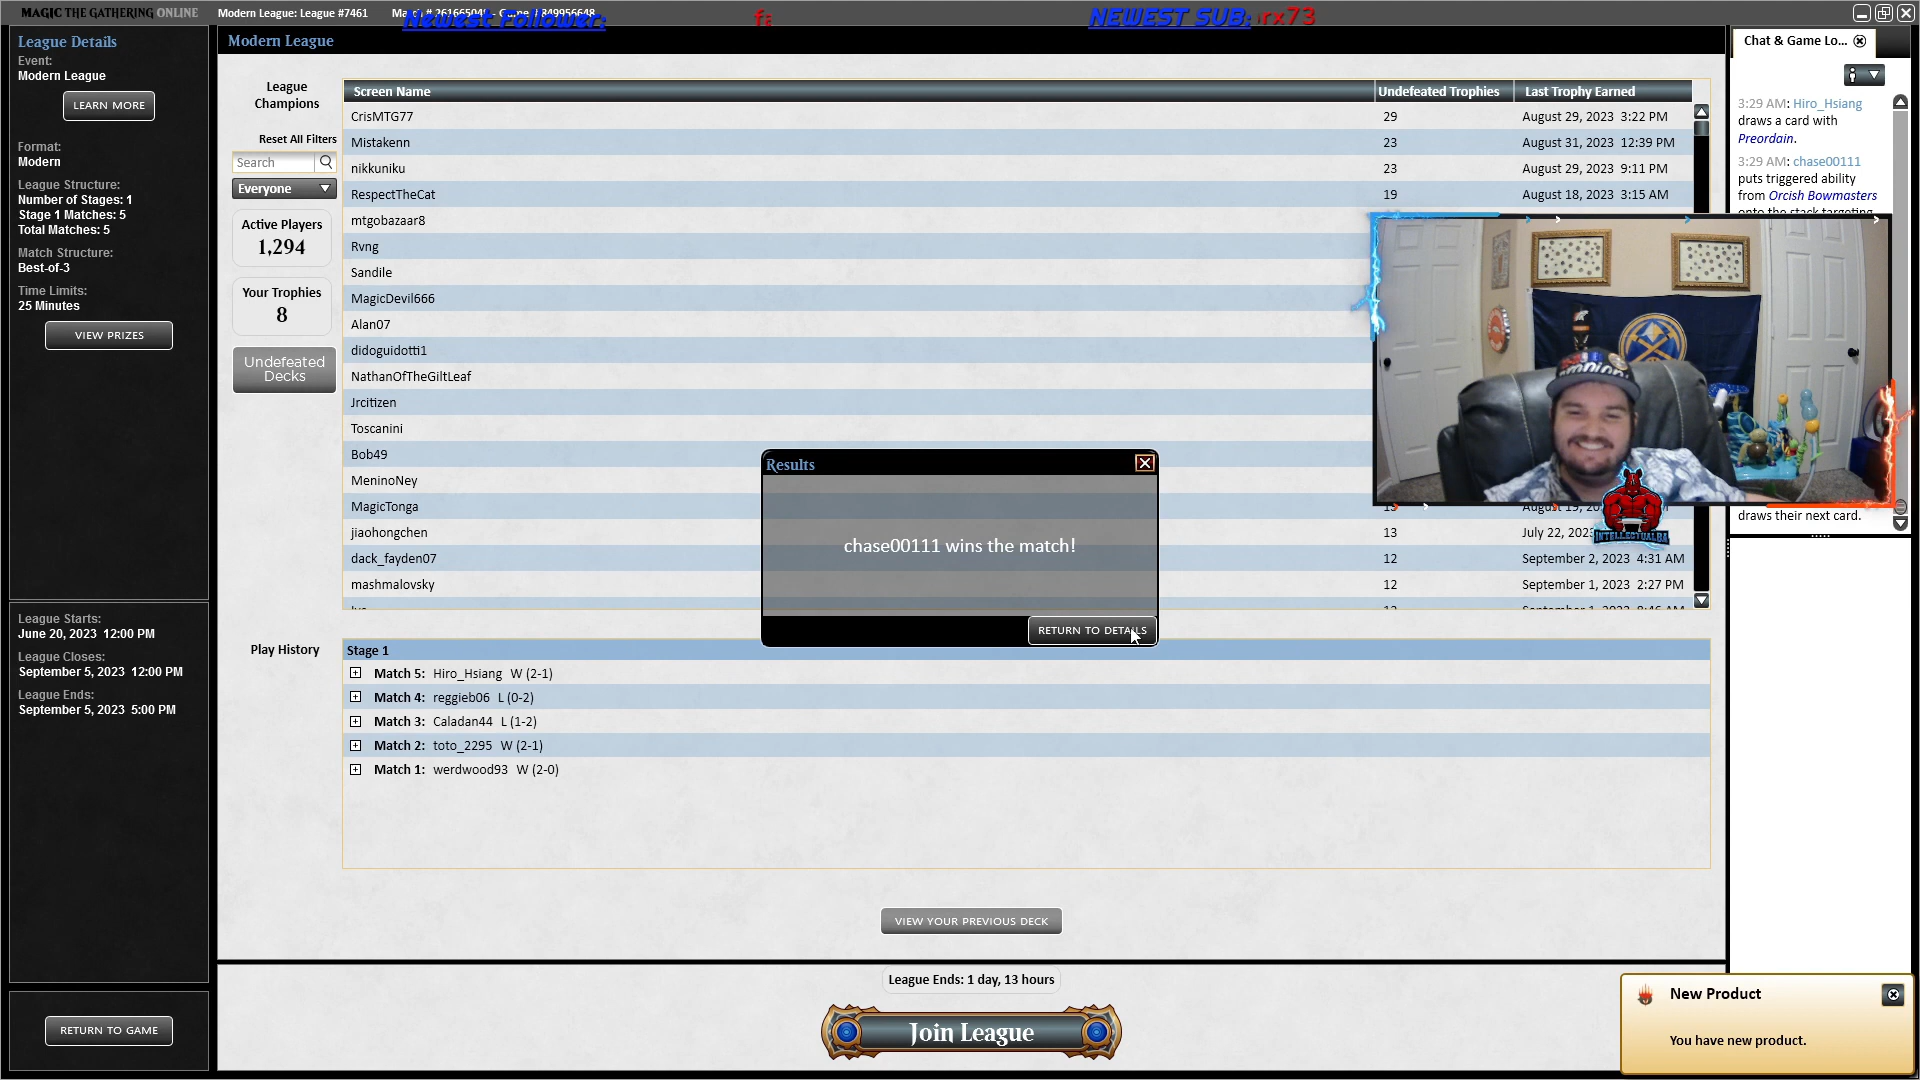 MAGIC THE GATHERING ONLINE
Modern League: League #7461
Newest Follower:
NEWEST SUB:
rx73
League Details
Event:
Modern League
LEARN MORE
Format:
Modern
League Structure:
Number of Stages: 1
Stage 1 Matches: 5
Total Matches: 5
Match Structure:
Best-of-3
Time Limits:
25 Minutes
VIEW PRIZES
League Starts:
June 20, 2023 12:00 PM
League Closes:
September 5, 2023 12:00 PM
League Ends:
September 5, 2023 5:00 PM
RETURN TO GAME
Modern League
League
Champions
Reset All Filters
Search
Everyone
Active Players
1,294
Your Trophies
8
Undefeated
Decks
Screen Name Undefeated Trophies Last Trophy Earned
CrisMTG77 29 August 29, 2023 3:22 PM
Mistakenn 23 August 31, 2023 12:39 PM
nikkuniku 23 August 29, 2023 9:11 PM
RespectTheCat 19 August 18, 2023 3:15 AM
mtgobazaar8
Rvng
Sandile
MagicDevil666
Alan07
didoguidotti1
NathanOfTheGiltLeaf
Jrcitizen
Toscanini
Bob49
MeninoNey
MagicTonga
jiaohongchen 13 July 22, 2023
dack_fayden07 12 September 2, 2023 4:31 AM
mashmalovsky 12 September 1, 2023 2:27 PM
Results
chase00111 wins the match!
RETURN TO DETAILS
Play History
Stage 1
Match 5: Hiro_Hsiang W (2-1)
Match 4: reggieb06 L (0-2)
Match 3: Caladan44 L (1-2)
Match 2: toto_2295 W (2-1)
Match 1: werdwood93 W (2-0)
VIEW YOUR PREVIOUS DECK
League Ends: 1 day, 13 hours
Join League
Chat & Game Lo...
3:29 AM: Hiro_Hsiang
draws a card with
Preordain.
3:29 AM: chase00111
puts triggered ability
from Orcish Bowmasters
onto the stack targeting
draws their next card.
INTELLECTUALBA
New Product
You have new product.